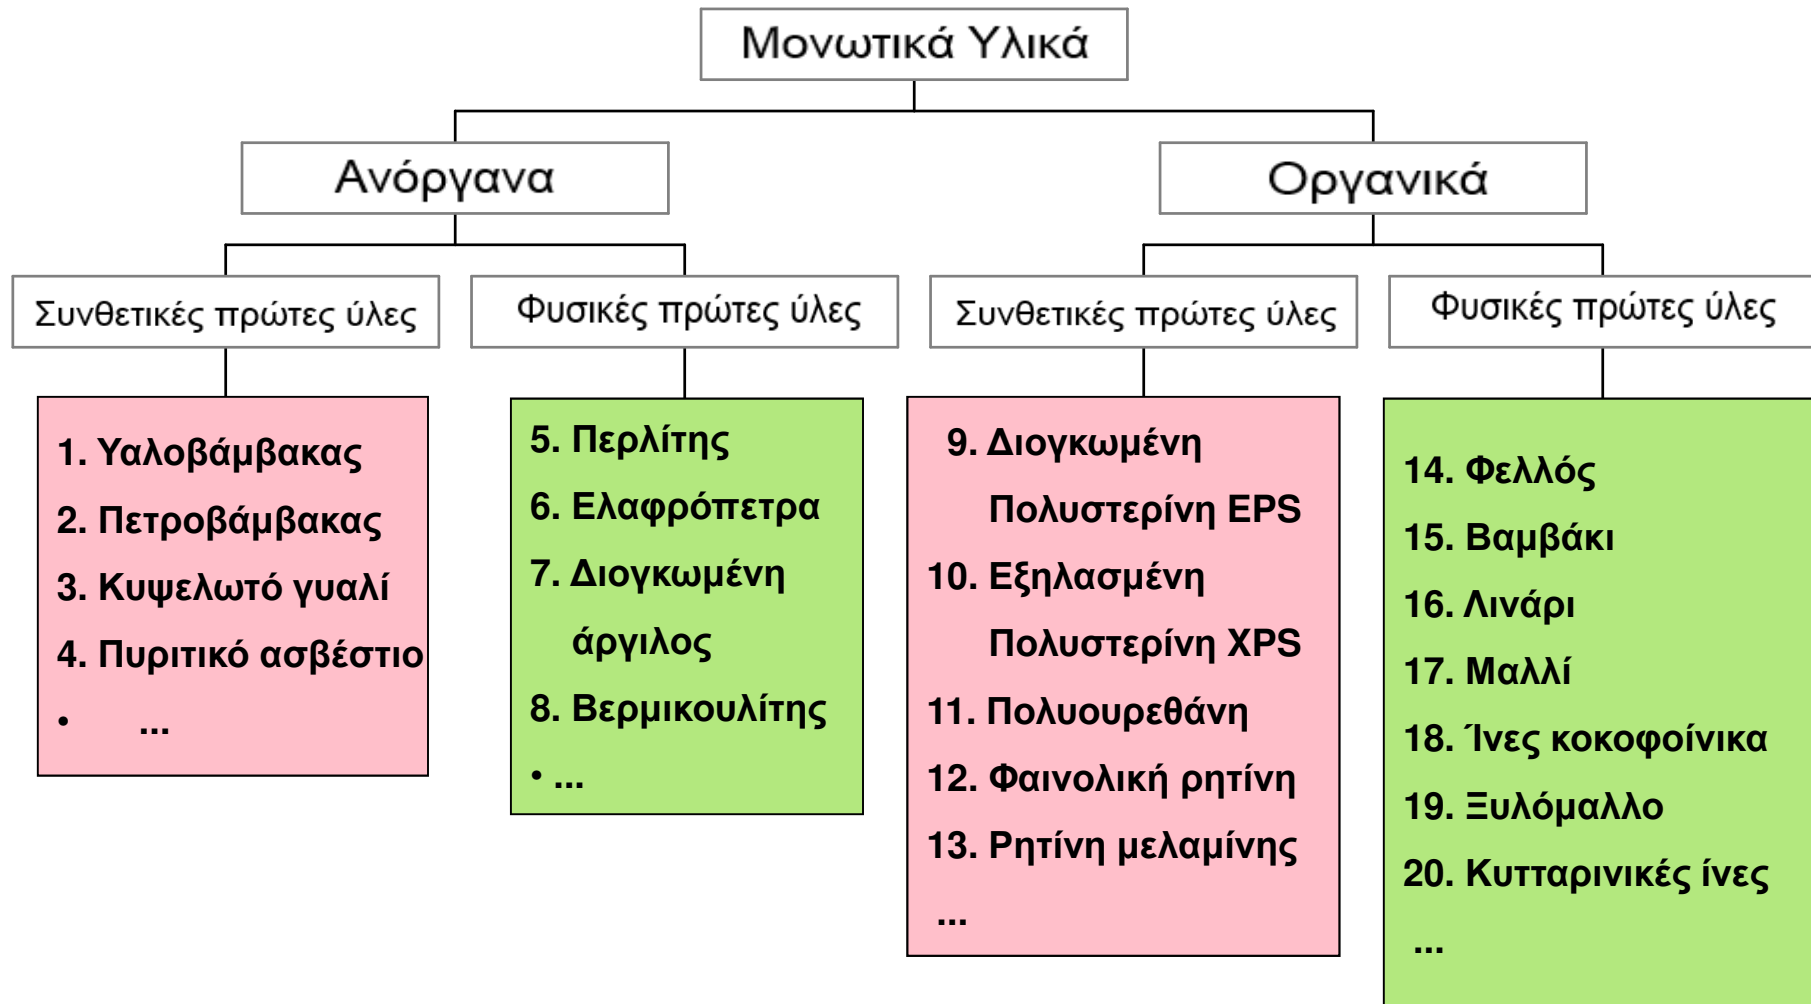 Μονωτικά Υλικά
Ανόργανα
Οργανικά
Συνθετικές πρώτες ύλες
Φυσικές πρώτες ύλες
Συνθετικές πρώτες ύλες
Φυσικές πρώτες ύλες
1. Υαλοβάμβακας
2. Πετροβάμβακας
3. Κυψελωτό γυαλί
4. Πυριτικό ασβέστιο
• ...
5. Περλίτης
6. Ελαφρόπετρα
7. Διογκωμένη
άργιλος
8. Βερμικουλίτης
• ...
9. Διογκωμένη
Πολυστερίνη EPS
10. Εξηλασμένη
Πολυστερίνη XPS
11. Πολυουρεθάνη
12. Φαινολική ρητίνη
13. Ρητίνη μελαμίνης
...
14. Φελλός
15. Βαμβάκι
16. Λινάρι
17. Μαλλί
18. Ίνες κοκοφοίνικα
19. Ξυλόμαλλο
20. Κυτταρινικές ίνες
...